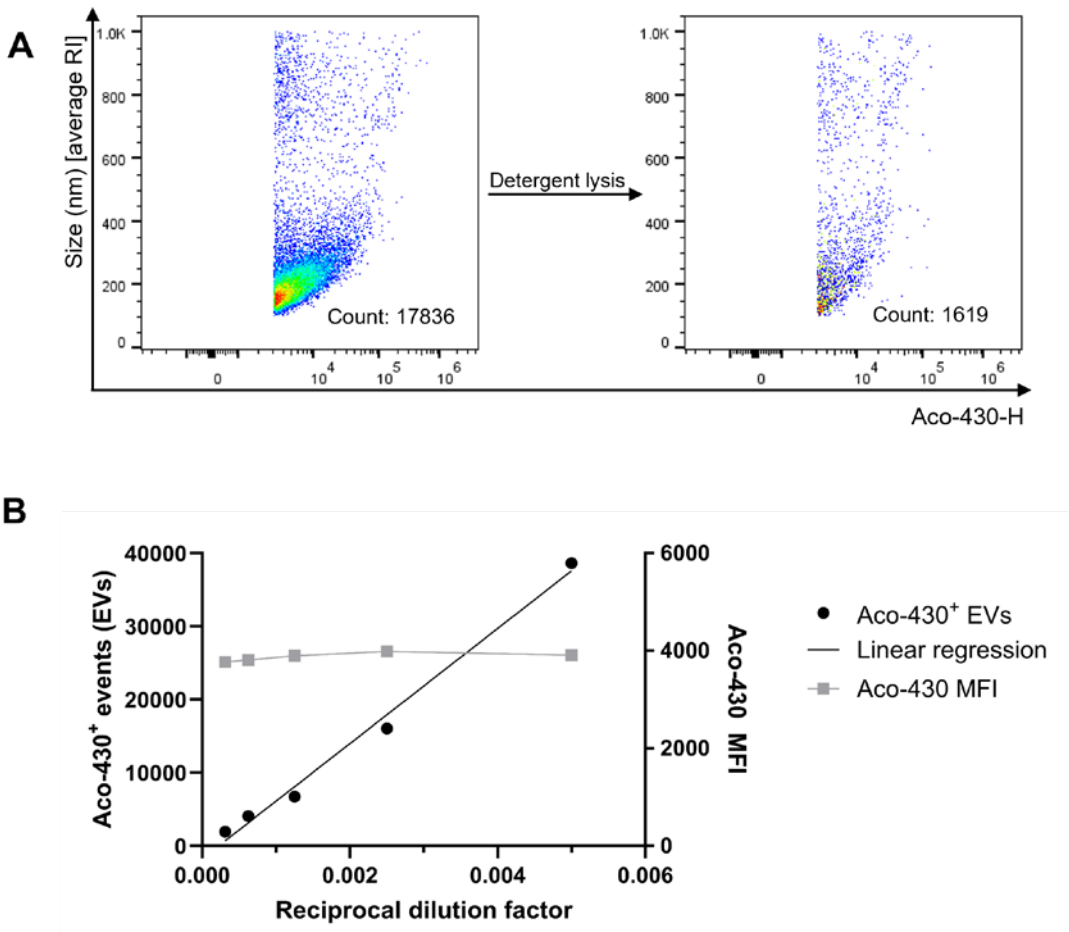 A
Size (nm) [average RI]
1.0K
800
600
400
200
0
Count: 17836
0 10^4 10^5 10^6
Detergent lysis
1.0K
800
600
400
200
0
Count: 1619
0 10^4 10^5 10^6
Aco-430-H
B
Aco-430⁺ events (EVs)
40000
30000
20000
10000
0
6000
4000
2000
0
Aco-430 MFI
0.000 0.002 0.004 0.006
Reciprocal dilution factor
Aco-430⁺ EVs
Linear regression
Aco-430 MFI